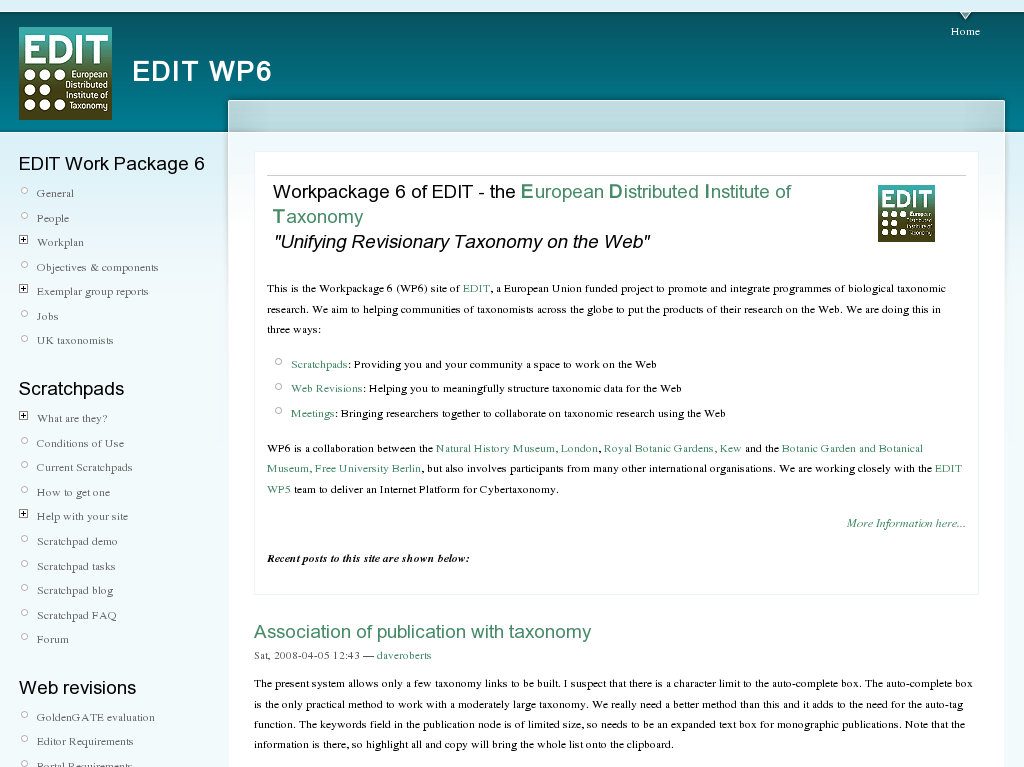 Home
EDIT
European
Distributed
Institute of
Taxonomy
EDIT WP6
EDIT Work Package 6
General
People
Workplan
Objectives & components
Exemplar group reports
Jobs
UK taxonomists
Scratchpads
What are they?
Conditions of Use
Current Scratchpads
How to get one
Help with your site
Scratchpad demo
Scratchpad tasks
Scratchpad blog
Scratchpad FAQ
Forum
Web revisions
GoldenGATE evaluation
Editor Requirements
Portal Requirements
Workpackage 6 of EDIT - the European Distributed Institute of
Taxonomy
"Unifying Revisionary Taxonomy on the Web"
EDIT
European
Distributed
Institute of
Taxonomy
This is the Workpackage 6 (WP6) site of EDIT, a European Union funded project to promote and integrate programmes of biological taxonomic
research. We aim to helping communities of taxonomists across the globe to put the products of their research on the Web. We are doing this in
three ways:
Scratchpads: Providing you and your community a space to work on the Web
Web Revisions: Helping you to meaningfully structure taxonomic data for the Web
Meetings: Bringing researchers together to collaborate on taxonomic research using the Web
WP6 is a collaboration between the Natural History Museum, London, Royal Botanic Gardens, Kew and the Botanic Garden and Botanical
Museum, Free University Berlin, but also involves participants from many other international organisations. We are working closely with the EDIT
WP5 team to deliver an Internet Platform for Cybertaxonomy.
More Information here...
Recent posts to this site are shown below:
Association of publication with taxonomy
Sat, 2008-04-05 12:43 — daveroberts
The present system allows only a few taxonomy links to be built. I suspect that there is a character limit to the auto-complete box. The auto-complete box
is the only practical method to work with a moderately large taxonomy. We really need a better method than this and it adds to the need for the auto-tag
function. The keywords field in the publication node is of limited size, so needs to be an expanded text box for monographic publications. Note that the
information is there, so highlight all and copy will bring the whole list onto the clipboard.